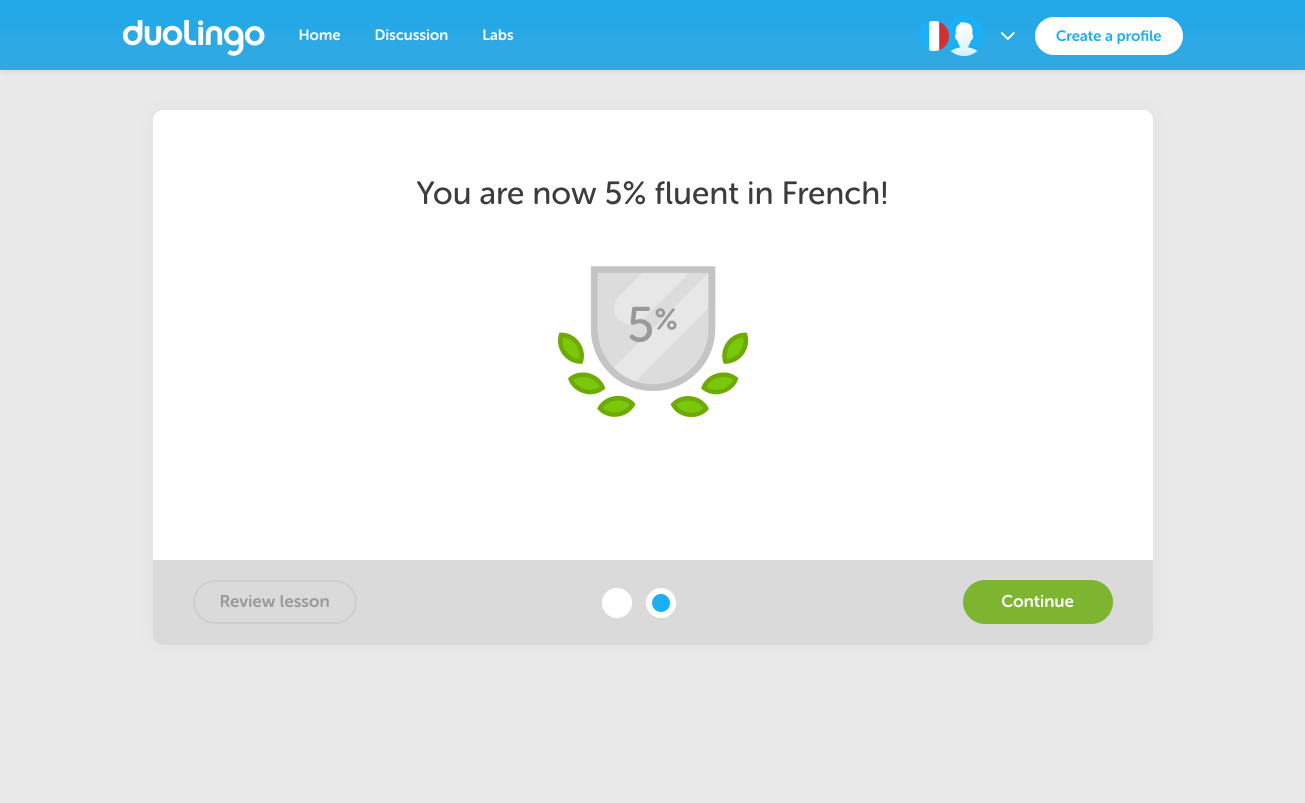 duolingo
Home Discussion Labs
Create a profile
You are now 5% fluent in French!
5%
Review lesson
Continue